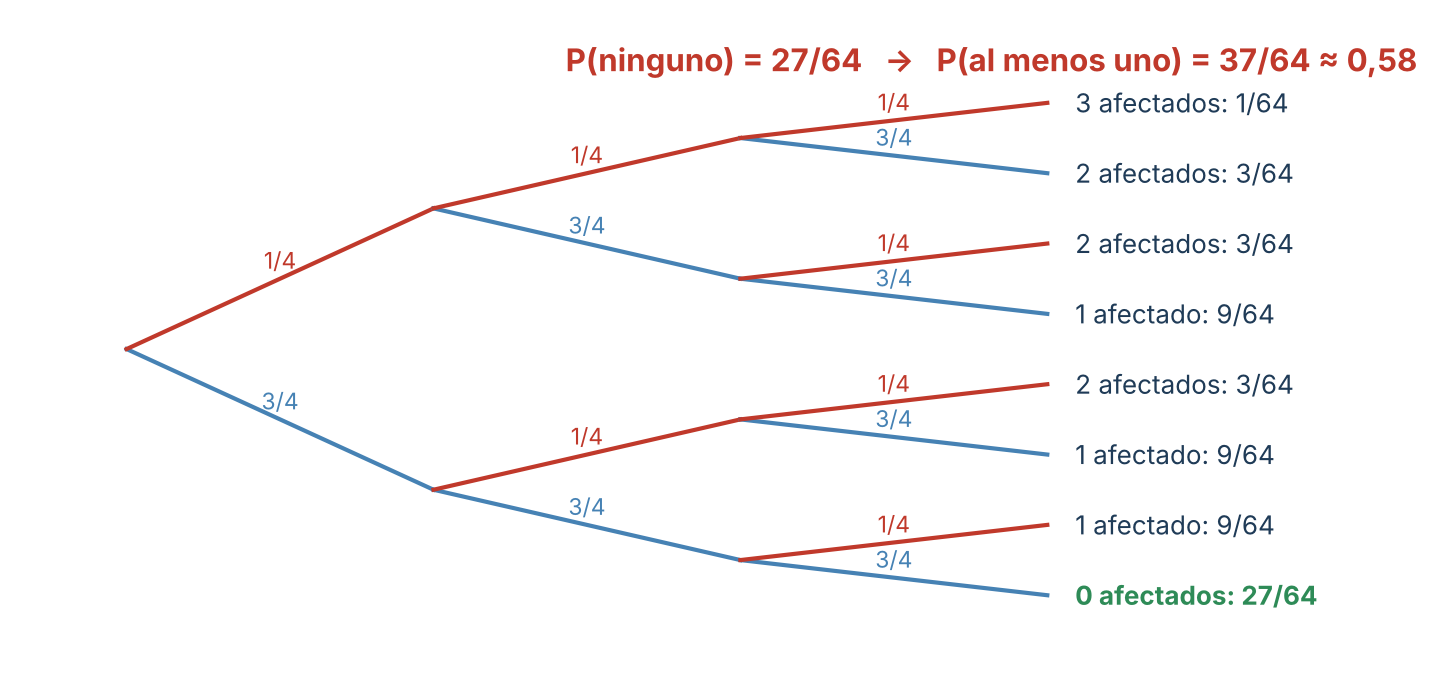 P(ninguno) = 27/64 → P(al menos uno) = 37/64 ≈ 0,58
1/4
3 afectados: 1/64
3/4
1/4
2 afectados: 3/64
3/4
1/4
2 afectados: 3/64
1/4
3/4
1 afectado: 9/64
3/4
1/4
2 afectados: 3/64
1/4
3/4
1 afectado: 9/64
3/4
1/4
1 afectado: 9/64
3/4
0 afectados: 27/64